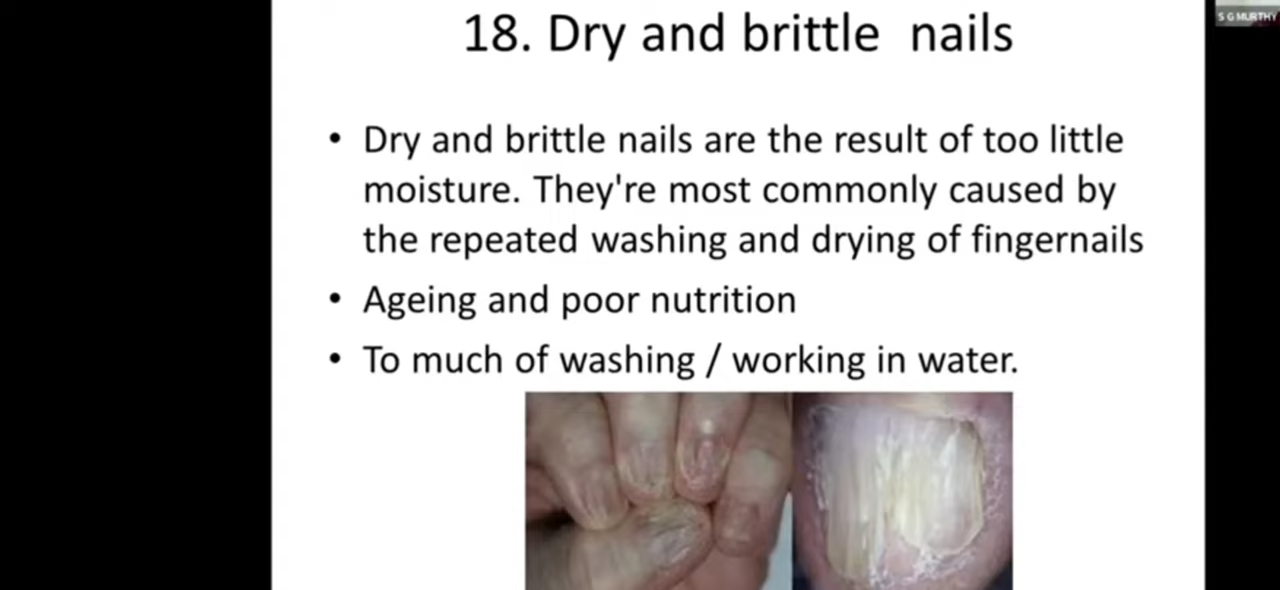 18. Dry and brittle nails
S G MURTHY
• Dry and brittle nails are the result of too little
moisture. They're most commonly caused by
the repeated washing and drying of fingernails
• Ageing and poor nutrition
• To much of washing / working in water.